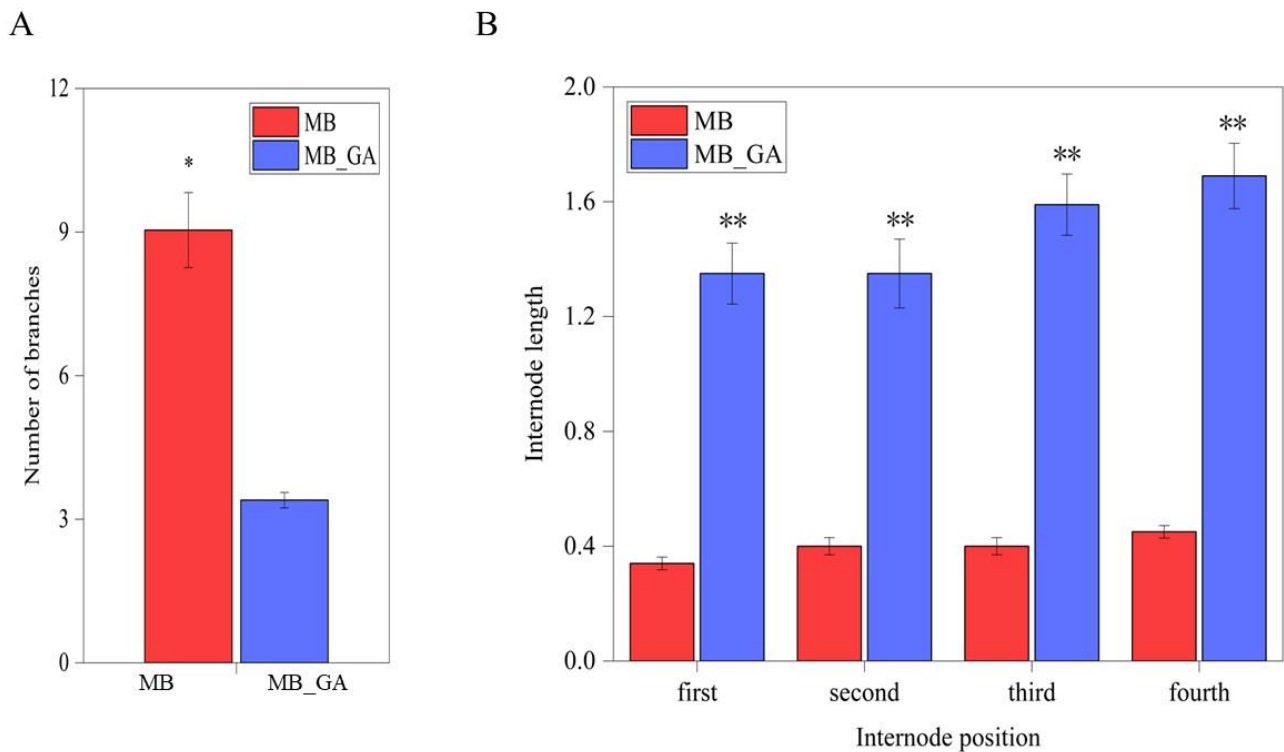 A
Number of branches
12
9
6
3
0
MB
MB_GA
*
MB
MB_GA
B
Internode length
2.0
1.6
1.2
0.8
0.4
0.0
MB
MB_GA
**
**
**
**
first
second
third
fourth
Internode position